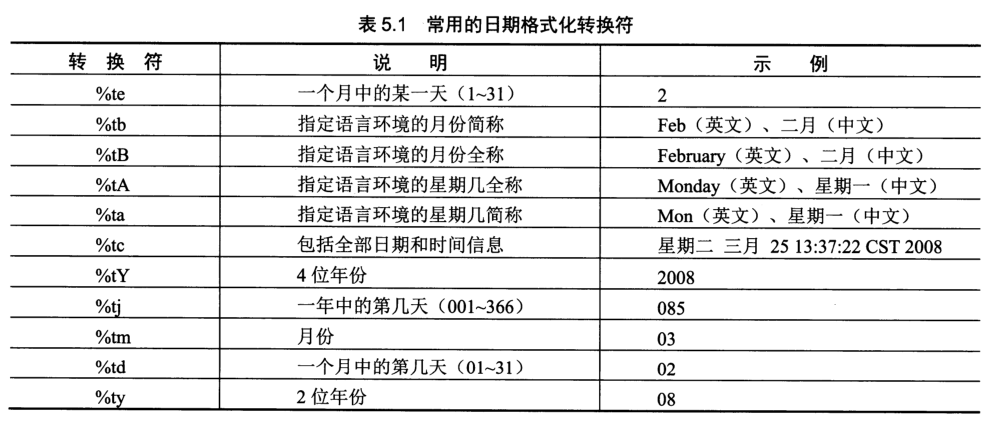 表 5.1 常用的日期格式化转换符
转 换 符 说 明 示 例
%te 一个月中的某一天（1~31） 2
%tb 指定语言环境的月份简称 Feb（英文）、二月（中文）
%tB 指定语言环境的月份全称 February（英文）、二月（中文）
%tA 指定语言环境的星期几全称 Monday（英文）、星期一（中文）
%ta 指定语言环境的星期几简称 Mon（英文）、星期一（中文）
%tc 包括全部日期和时间信息 星期二 三月 25 13:37:22 CST 2008
%tY 4 位年份 2008
%tj 一年中的第几天（001~366） 085
%tm 月份 03
%td 一个月中的第几天（01~31） 02
%ty 2 位年份 08